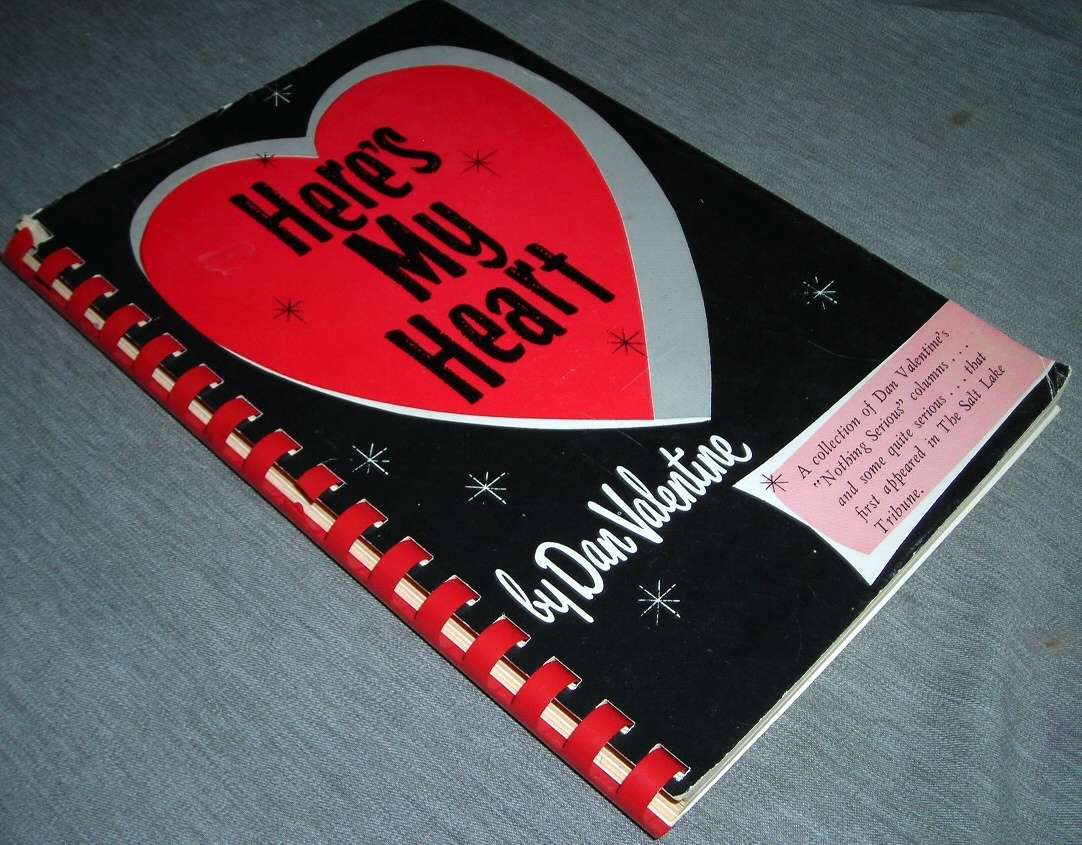 Here's
My
Heart
by Dan Valentine
A collection of Dan Valentine's
"Nothing Serious" columns . . . .
and some quite serious . . . . that
first appeared in The Salt Lake
Tribune.